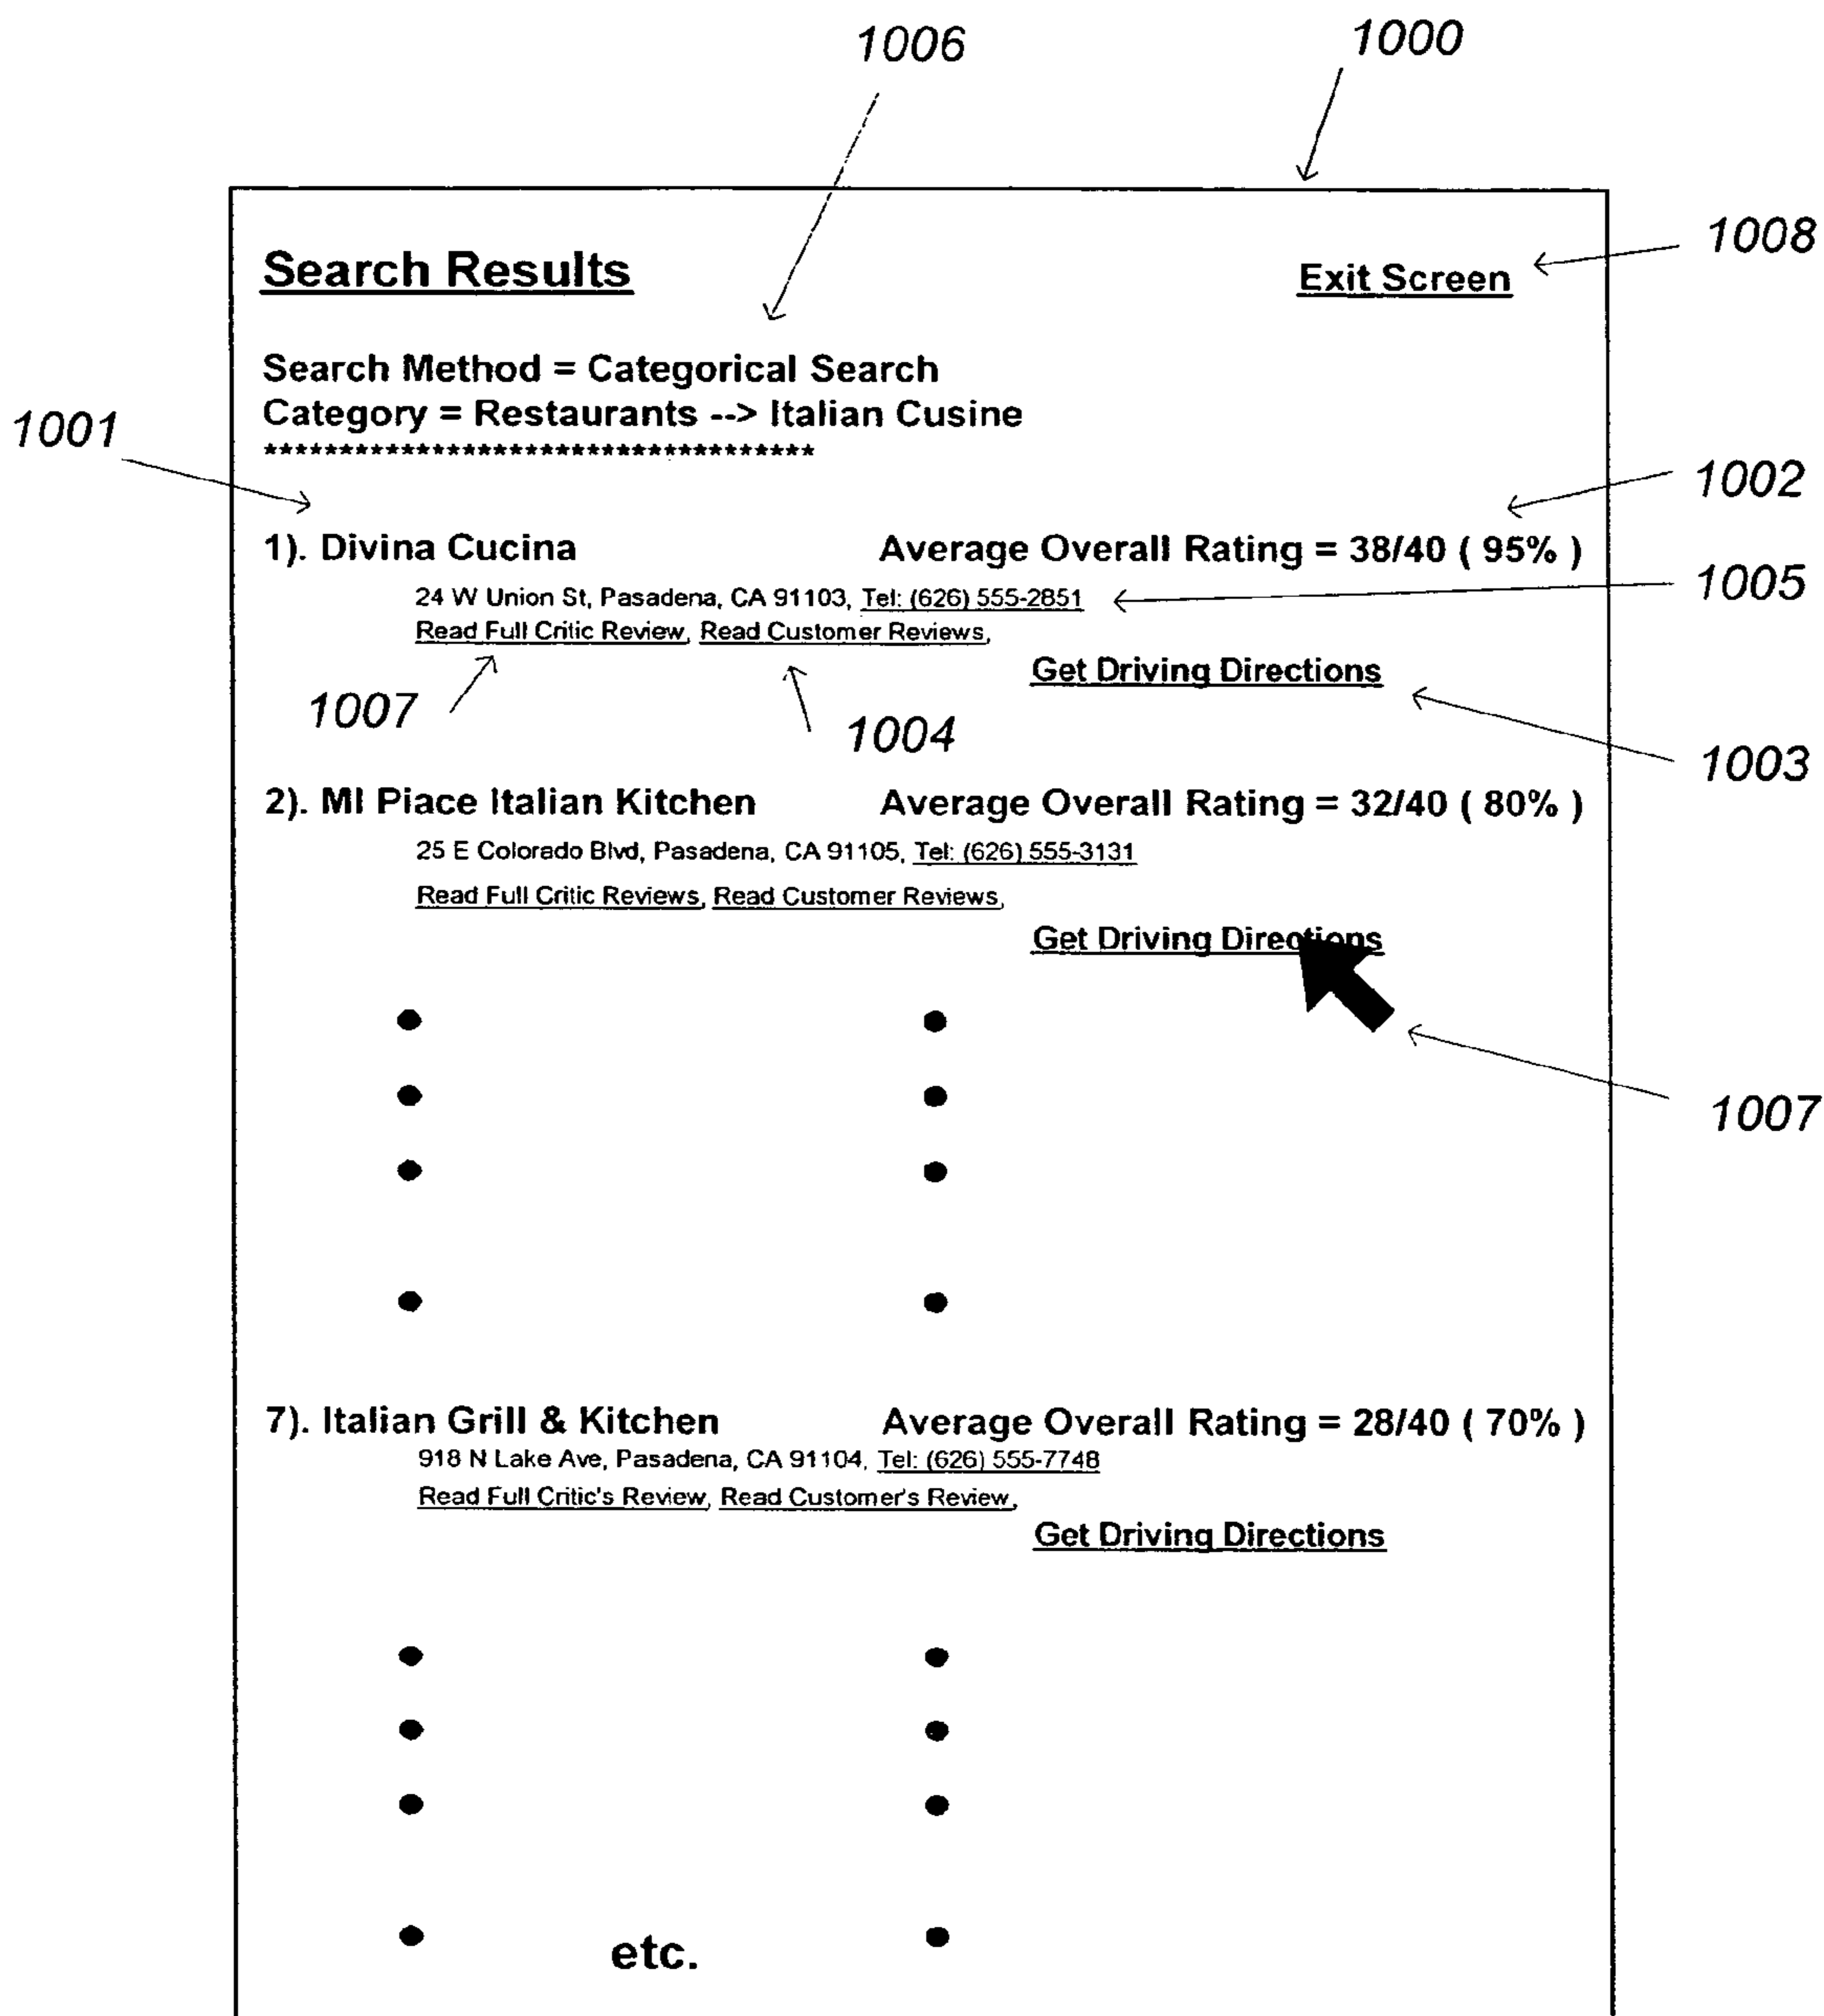 1006
1000
1008
Search Results
Exit Screen
Search Method = Categorical Search
Category = Restaurants --> Italian Cusine
1001
************************************
1002
1). Divina Cucina Average Overall Rating = 38/40 ( 95% )
1005
24 W Union St, Pasadena, CA 91103, Tel: (626) 555-2851
Read Full Critic Review, Read Customer Reviews,
Get Driving Directions
1007
1004
1003
2). MI Piace Italian Kitchen Average Overall Rating = 32/40 ( 80% )
25 E Colorado Blvd, Pasadena, CA 91105, Tel: (626) 555-3131
Read Full Critic Reviews, Read Customer Reviews,
Get Driving Directions
1007
7). Italian Grill & Kitchen Average Overall Rating = 28/40 ( 70% )
918 N Lake Ave, Pasadena, CA 91104, Tel: (626) 555-7748
Read Full Critic's Review, Read Customer's Review,
Get Driving Directions
etc.